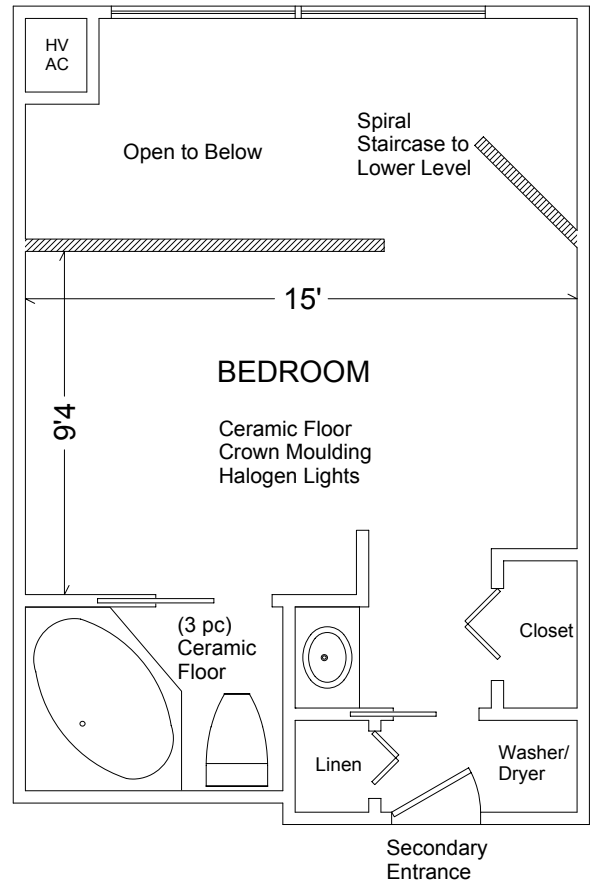 HV
AC
Open to Below
Spiral
Staircase to
Lower Level
15'
9'4
BEDROOM
Ceramic Floor
Crown Moulding
Halogen Lights
(3 pc)
Ceramic
Floor
Closet
Linen
Washer/
Dryer
Secondary
Entrance